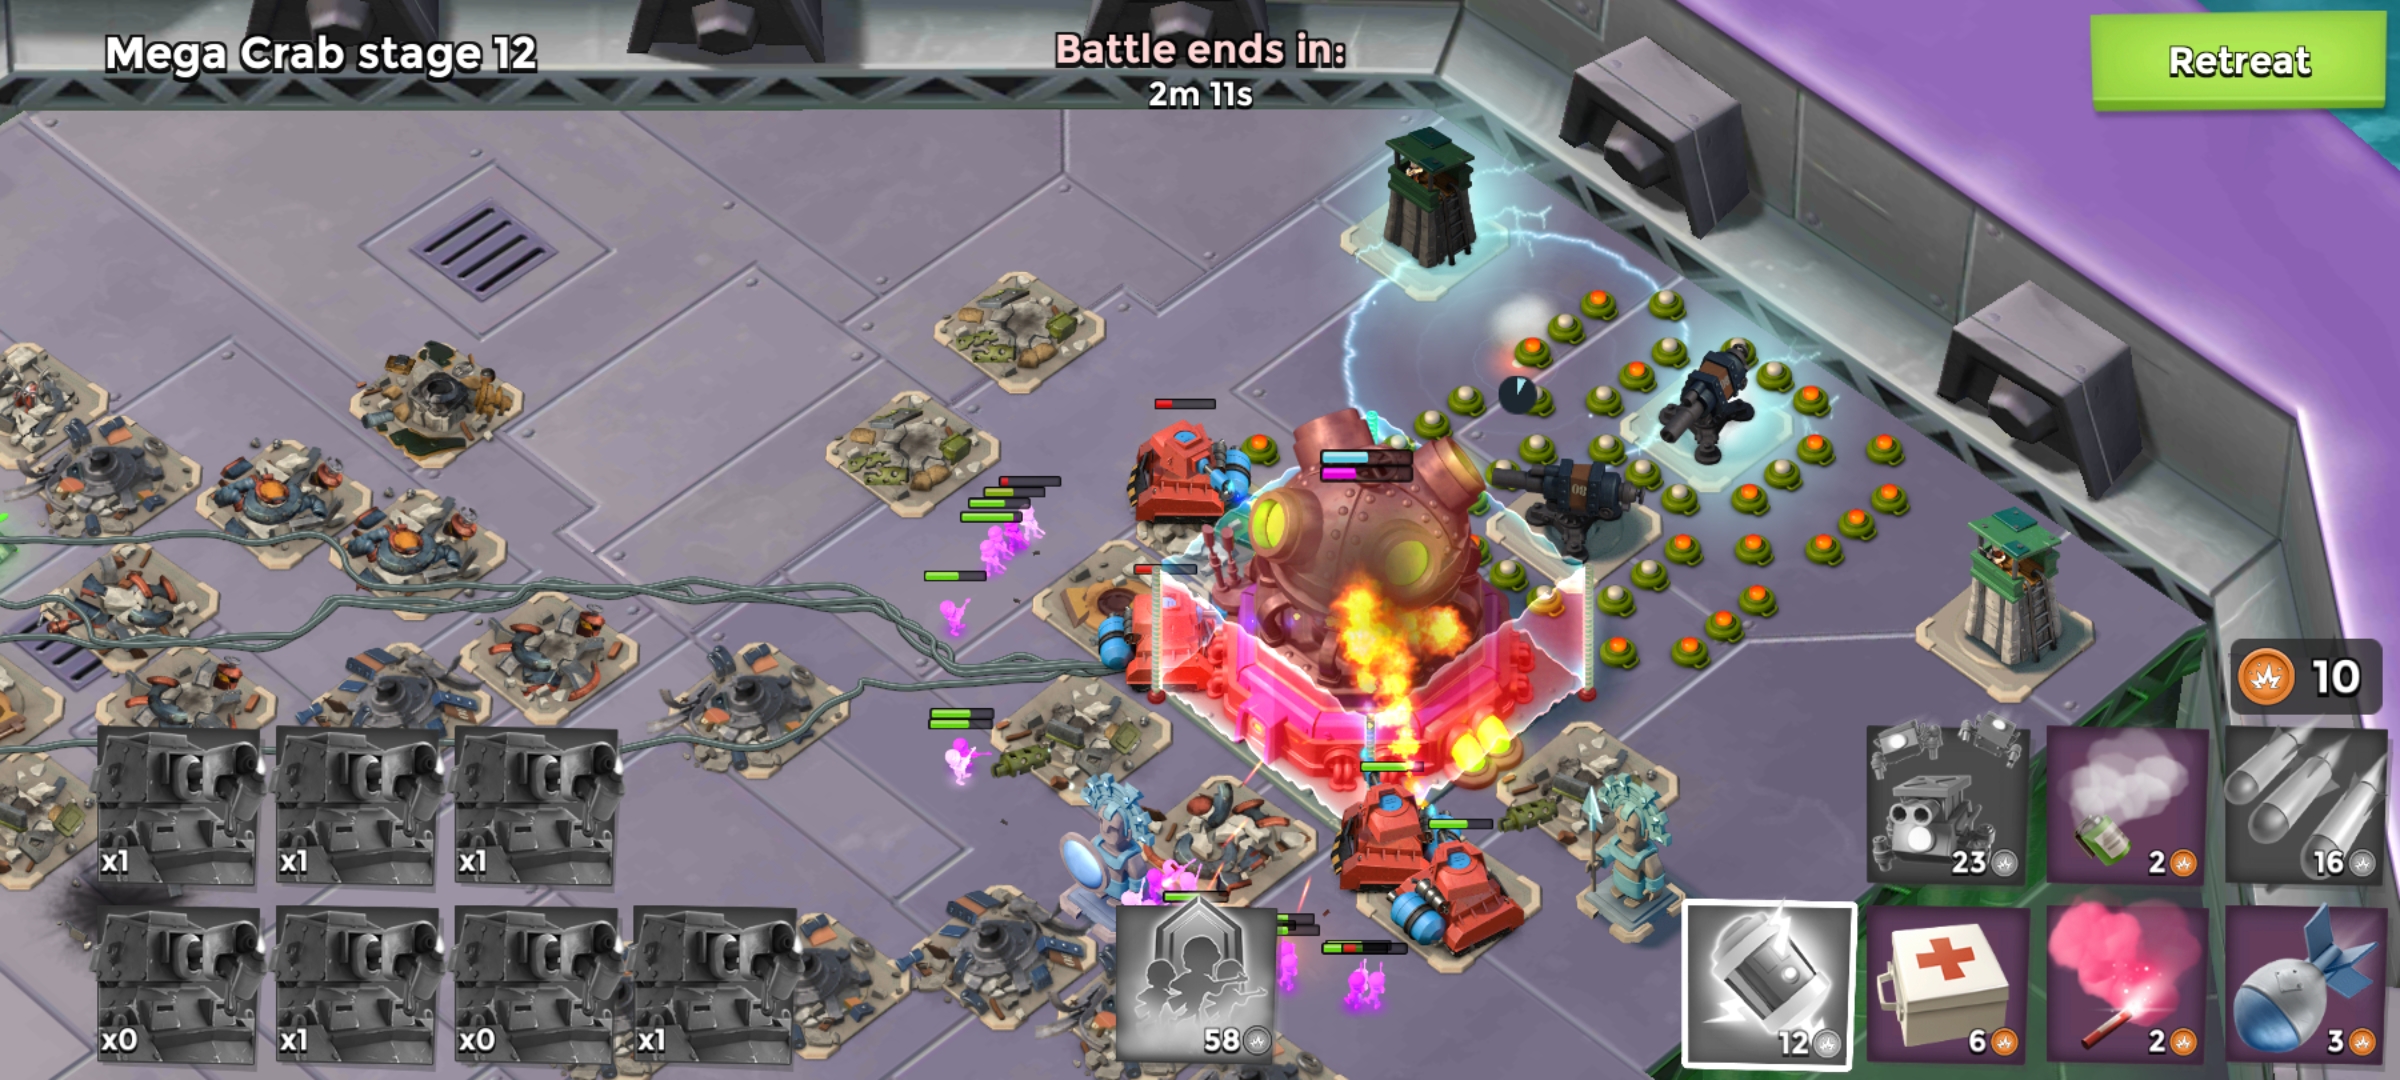 Mega Crab stage 12
Battle ends in:
2m 11s
Retreat
10
23
2
16
x1
x1
x1
x0
x1
x0
x1
58
12
6
2
3